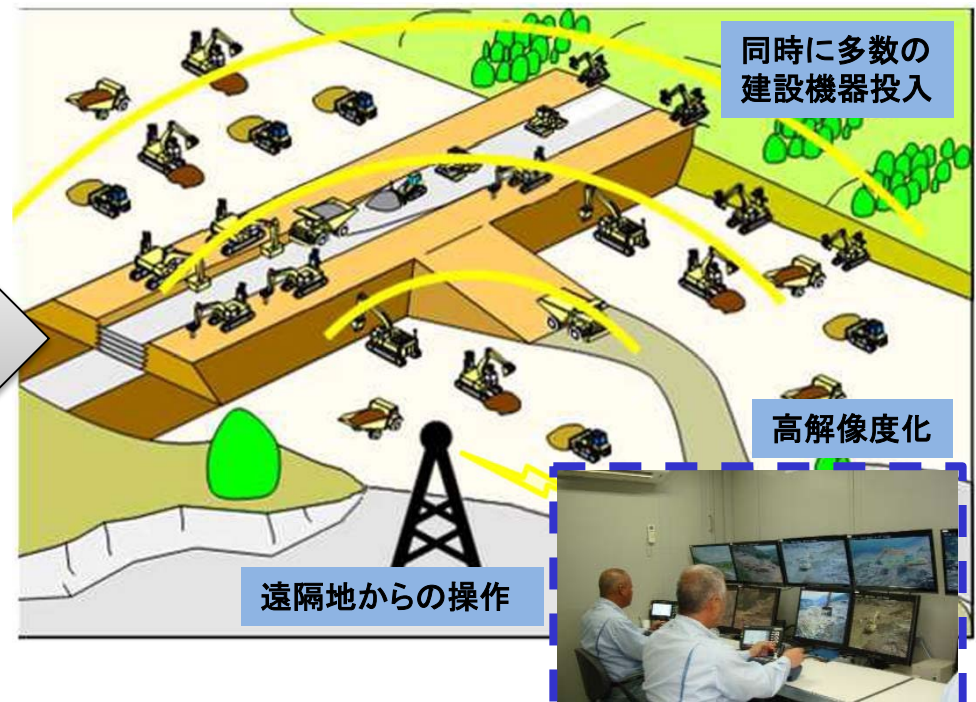 同時に多数の
建設機器投入
高解像度化
遠隔地からの操作